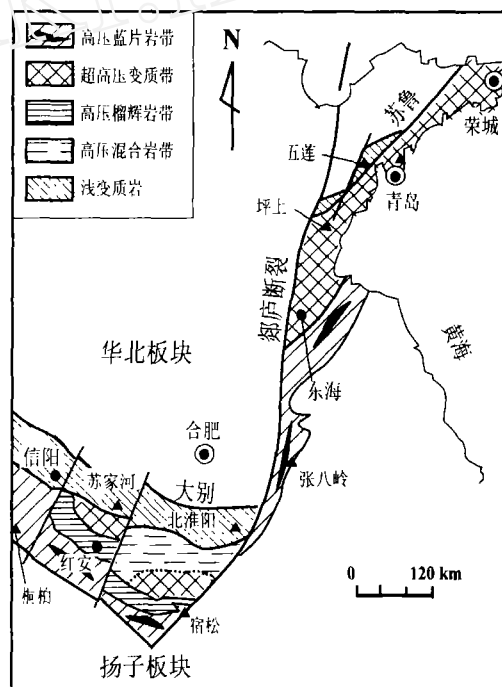 高压蓝片岩带
超高压变质带
高压榴辉岩带
高压混合岩带
浅变质岩
N
苏鲁
荣城
五莲
青岛
坪上
郯庐断裂
黄海
华北板块
东海
合肥
信阳
苏家河
大别
张八岭
北淮阳
红安
桐柏
宿松
0 120 km
扬子板块